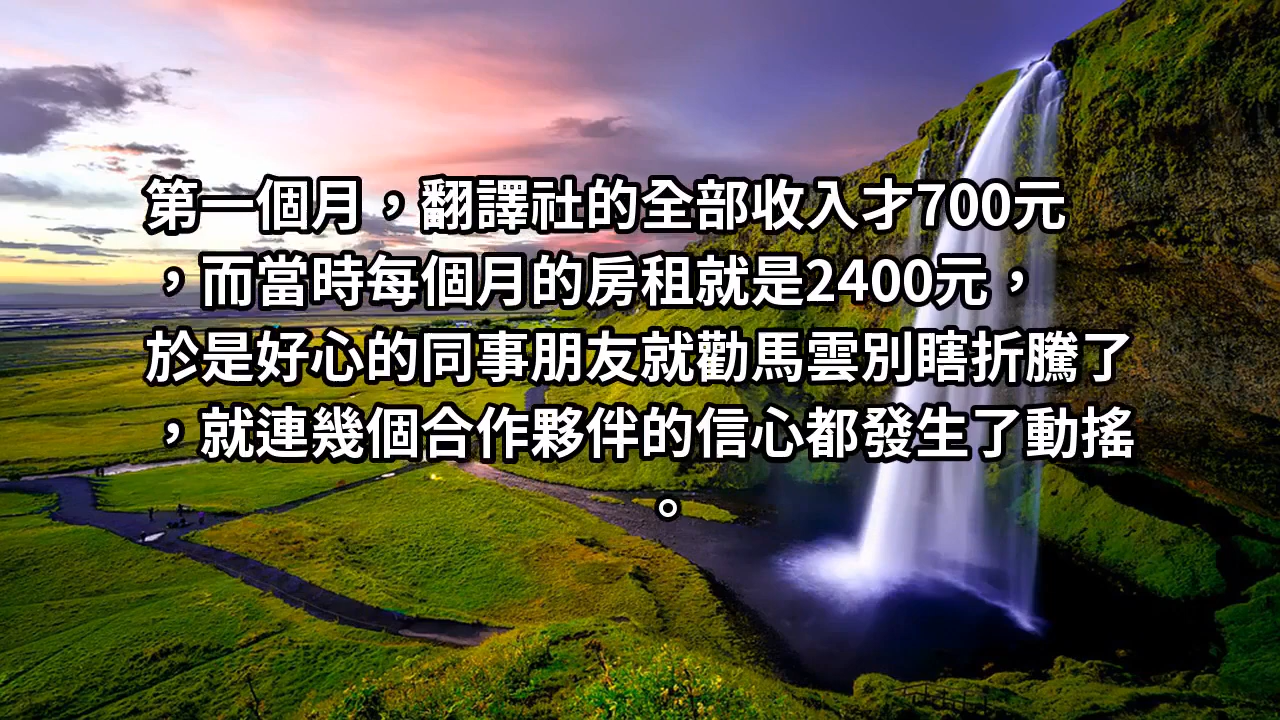 第一個月，翻譯社的全部收入才700元
，而當時每個月的房租就是2400元，
於是好心的同事朋友就勸馬雲別瞎折騰了
，就連幾個合作夥伴的信心都發生了動搖
。